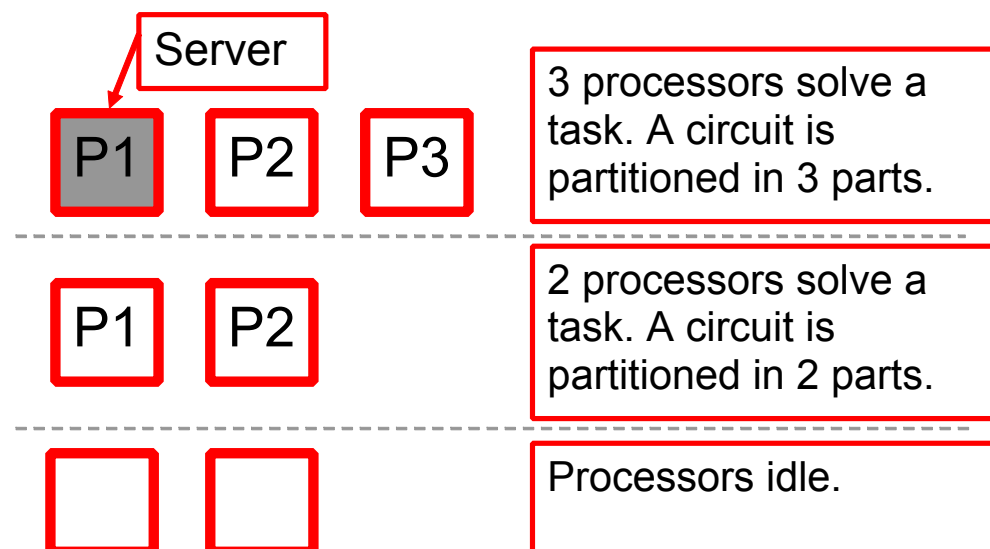 Server
P1 P2 P3
3 processors solve a
task. A circuit is
partitioned in 3 parts.
P1 P2
2 processors solve a
task. A circuit is
partitioned in 2 parts.
Processors idle.